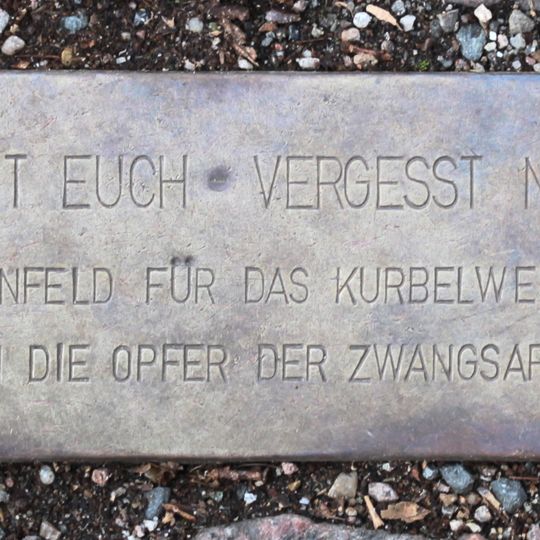 T EUCH · VERGESST N
NFELD FÜR DAS KURBELWE
DIE OPFER DER ZWANGSAR